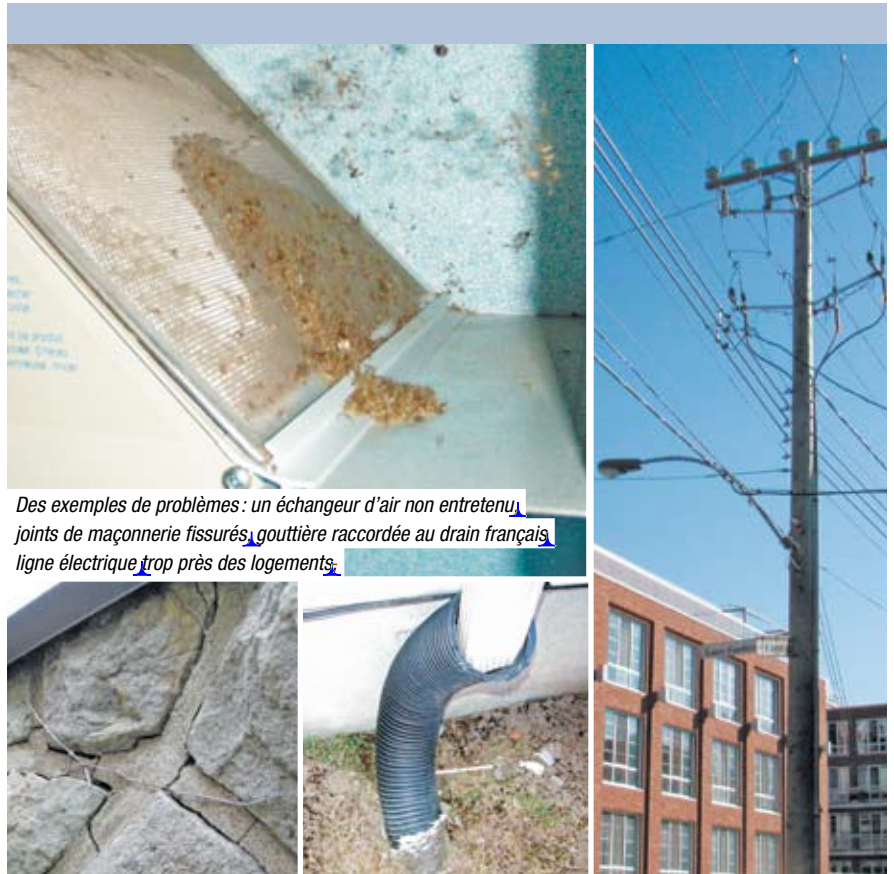 Des exemples de problèmes : un échangeur d'air non entretenu,
joints de maçonnerie fissurés, gouttière raccordée au drain français,
ligne électrique trop près des logements.